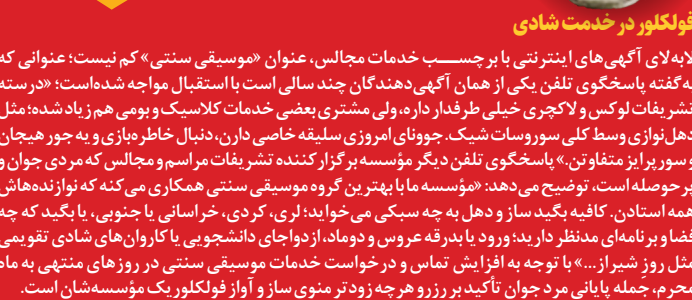 فولکلور در خدمت شادی
لابه‌لای آگهی‌های اینترنتی با برچسب خدمات مجالس، عنوان «موسیقی سنتی» کم نیست؛ عنوانی که
به گفته پاسخگوی تلفن یکی از همان آگهی‌دهندگان چند سالی است با استقبال مواجه شده‌است؛ «درسته
تشریفات لوکس و لاکچری خیلی طرفدار داره، ولی مشتری بعضی خدمات کلاسیک و بومی هم زیاد شده؛ مثل
دهل‌نوازی وسط کلی سوروسات شیک. جوونای امروزی سلیقه خاصی دارن، دنبال خاطره‌بازی و یه جور هیجان
و سورپرایز متفاوتن.» پاسخگوی تلفن دیگر مؤسسه برگزارکننده تشریفات مراسم و مجالس که مردی جوان و
پرحوصله است، توضیح می‌دهد: «مؤسسه ما با بهترین گروه موسیقی سنتی همکاری می‌کنه که نوازنده‌هاش
همه استادن. کافیه بگید ساز و دهل به چه سبکی می‌خواید؛ لری، کردی، خراسانی یا جنوبی، یا بگید که چه
فضا و برنامه‌ای مدنظر دارید؛ ورود یا بدرقه عروس و دوماد، ازدواجای دانشجویی یا کاروان‌های شادی تقویمی
مثل روز شیراز...» با توجه به افزایش تماس و درخواست خدمات موسیقی سنتی در روزهای منتهی به ماه
محرم، جمله پایانی مرد جوان تأکید بر رزرو هرچه زودتر منوی ساز و آواز فولکلوریک مؤسسه‌شان است.